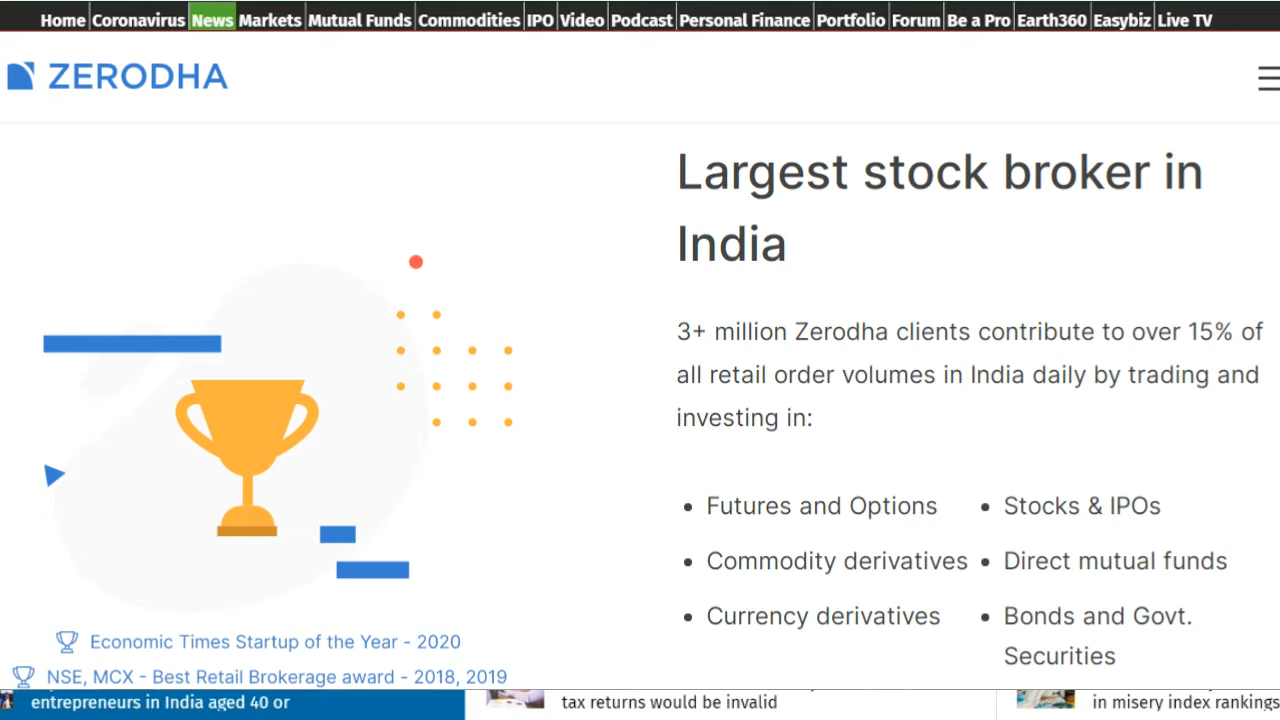 Home Coronavirus News Markets Mutual Funds Commodities IPO Video Podcast Personal Finance Portfolio Forum Be a Pro Earth360 Easybiz Live TV
ZERODHA
Largest stock broker in
India
3+ million Zerodha clients contribute to over 15% of
all retail order volumes in India daily by trading and
investing in:
Futures and Options
Commodity derivatives
Currency derivatives
Stocks & IPOs
Direct mutual funds
Bonds and Govt.
Securities
Economic Times Startup of the Year - 2020
NSE, MCX - Best Retail Brokerage award - 2018, 2019
entrepreneurs in India aged 40 or
tax returns would be invalid
in misery index rankings